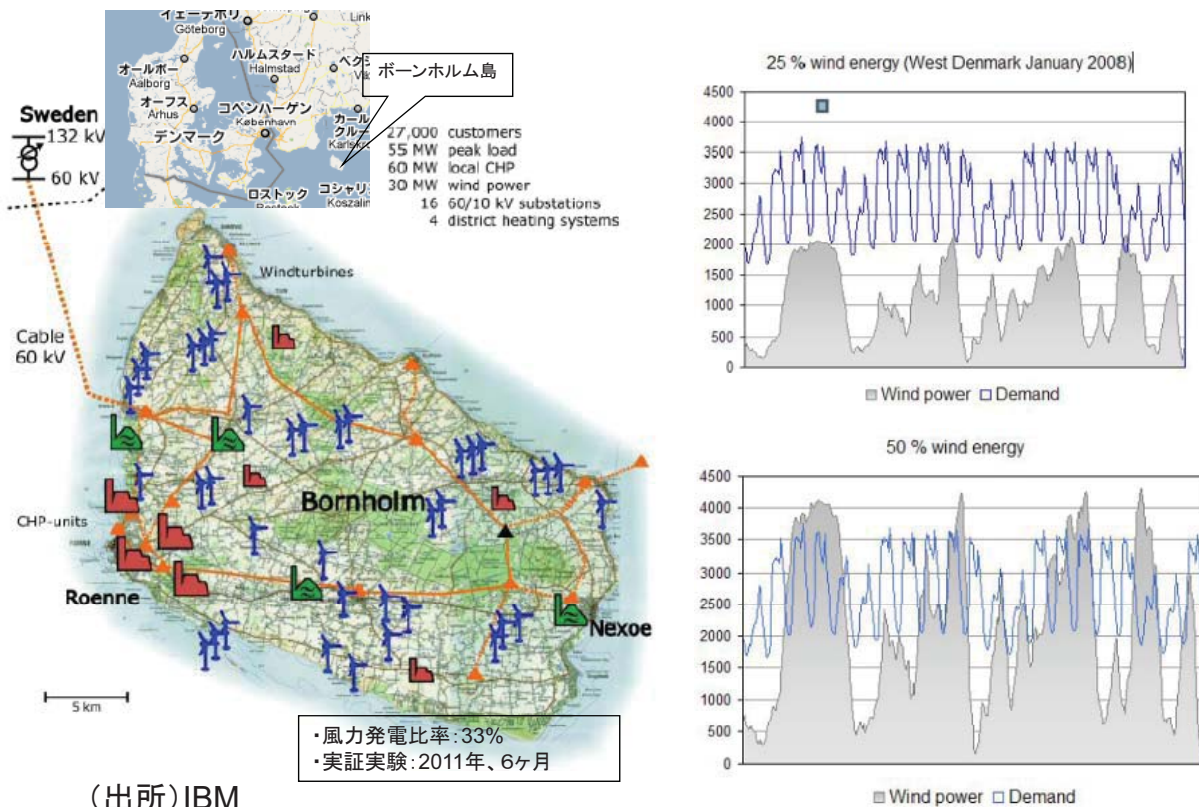 イェーテボリ
Göteborg
Link
ハルムスタード
Halmstad
オールボー
Aalborg
オーフス
Arhus
コペンハーゲン
København
デンマーク
カール
クルー
Karlskro
ロストック
コシャリ
Koszalin
ボーンホルム島
Sweden
132 kV
60 kV
27,000 customers
55 MW peak load
60 MW local CHP
30 MW wind power
16 60/10 kV substations
4 district heating systems
Windturbines
Cable
60 kV
Bornholm
CHP-units
Roenne
Nexoe
5 km
・風力発電比率:33%
・実証実験:2011年、6ヶ月
(出所)IBM
25 % wind energy (West Denmark January 2008)
4500
4000
3500
3000
2500
2000
1500
1000
500
0
Wind power Demand
50 % wind energy
4500
4000
3500
3000
2500
2000
1500
1000
500
0
Wind power Demand